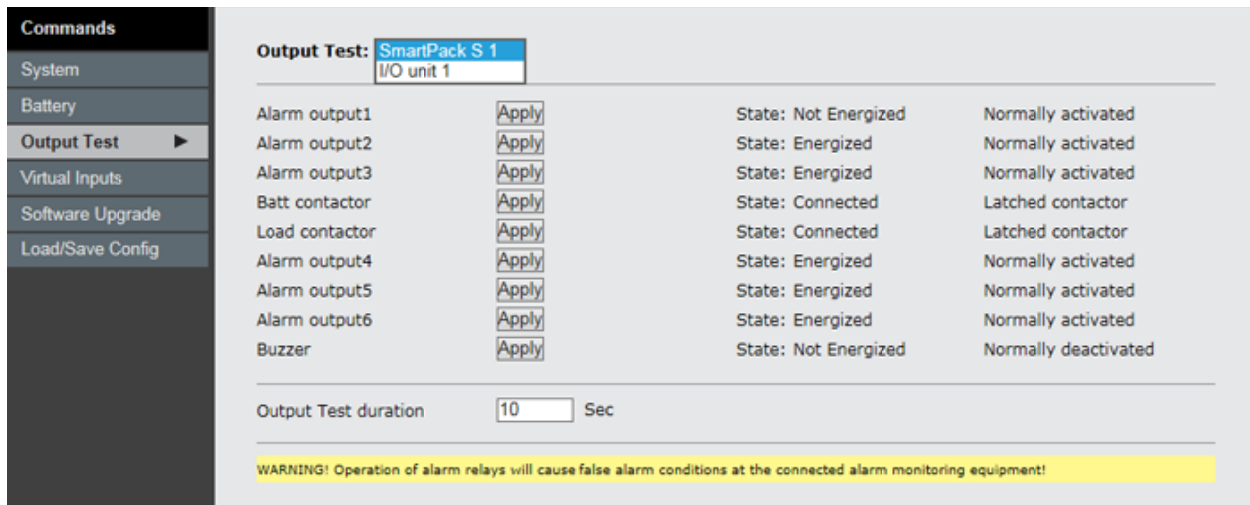 Commands
System
Battery
Output Test
Virtual Inputs
Software Upgrade
Load/Save Config
Output Test: SmartPack S 1
I/O unit 1
Alarm output1 Apply State: Not Energized Normally activated
Alarm output2 Apply State: Energized Normally activated
Alarm output3 Apply State: Energized Normally activated
Batt contactor Apply State: Connected Latched contactor
Load contactor Apply State: Connected Latched contactor
Alarm output4 Apply State: Energized Normally activated
Alarm output5 Apply State: Energized Normally activated
Alarm output6 Apply State: Energized Normally activated
Buzzer Apply State: Not Energized Normally deactivated
Output Test duration 10 Sec
WARNING! Operation of alarm relays will cause false alarm conditions at the connected alarm monitoring equipment!